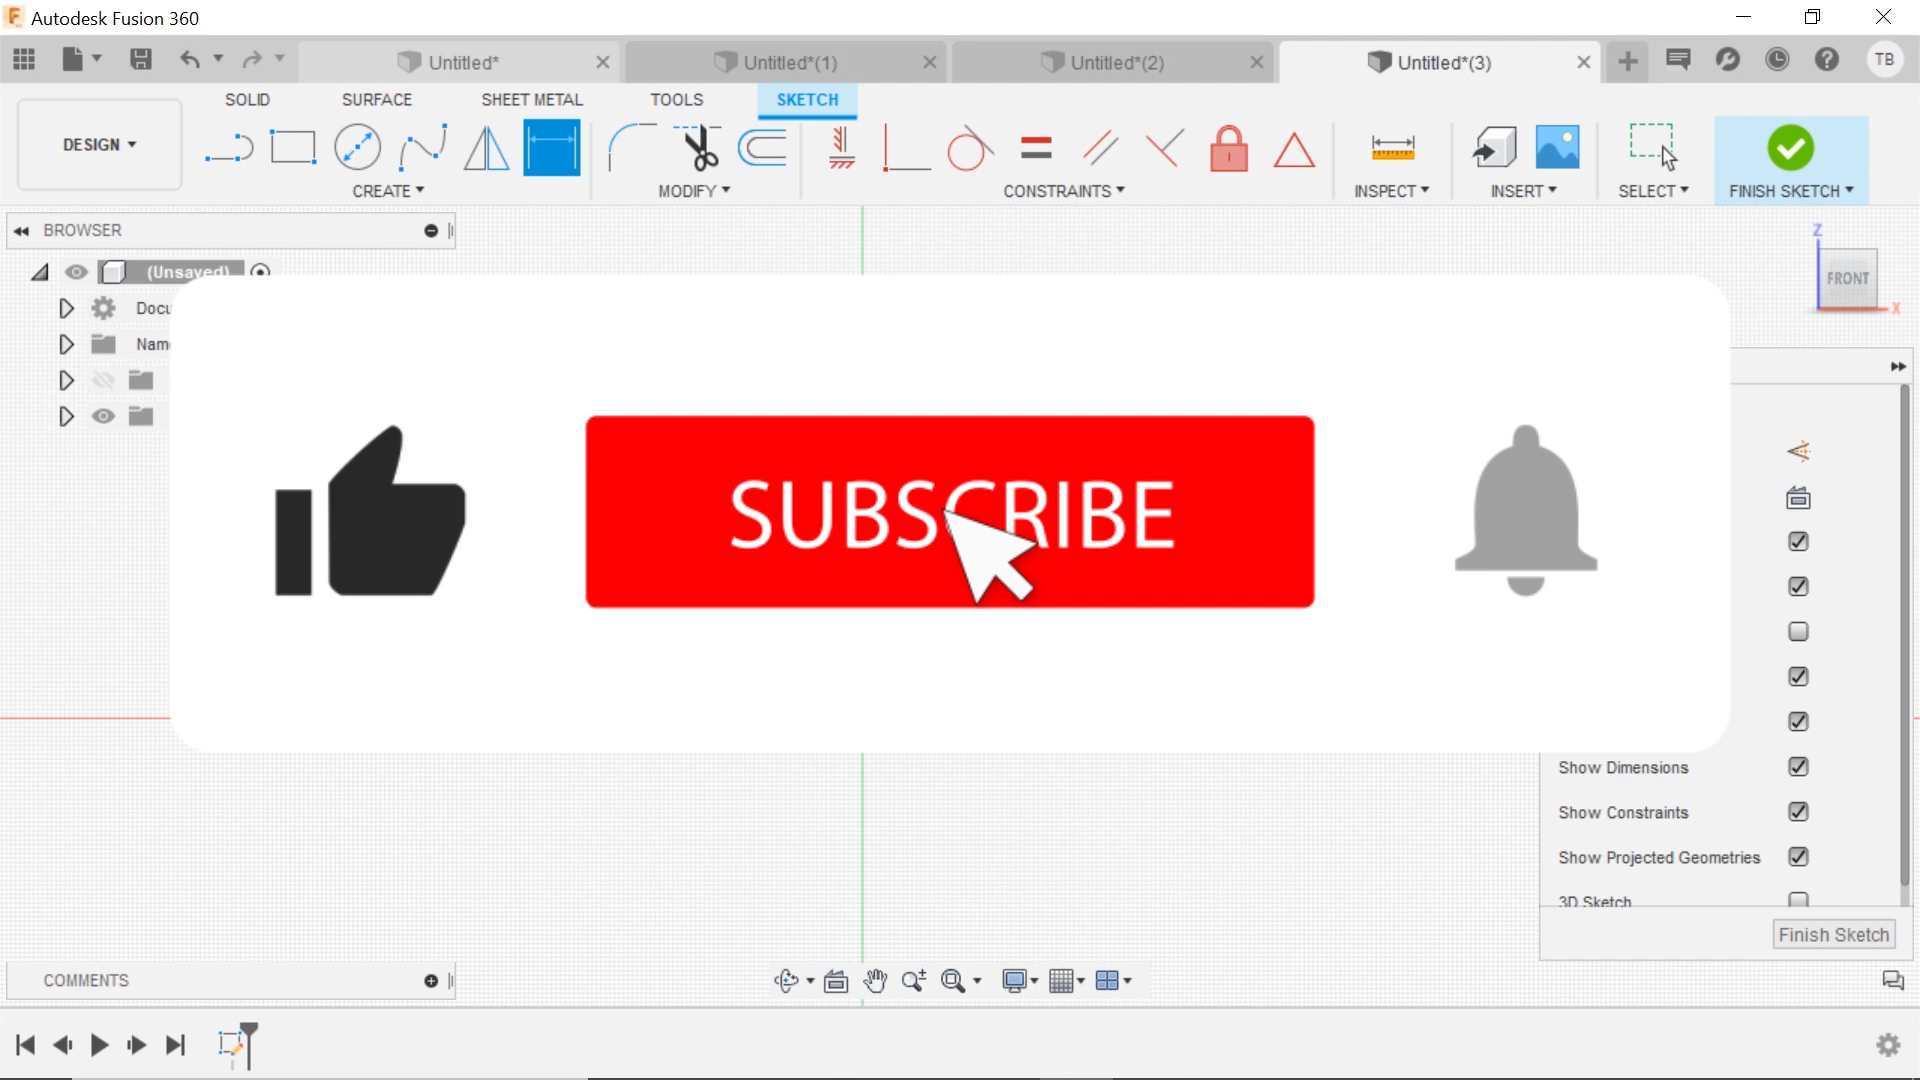 Autodesk Fusion 360
Untitled* Untitled*(1) Untitled*(2) Untitled*(3) TB
SOLID SURFACE SHEET METAL TOOLS SKETCH
DESIGN
CREATE MODIFY CONSTRAINTS INSPECT INSERT SELECT FINISH SKETCH
BROWSER
Z
(Unsaved)
FRONT
X
Docu
Nam
SUBSCRIBE
Show Dimensions
Show Constraints
Show Projected Geometries
3D Sketch
Finish Sketch
COMMENTS